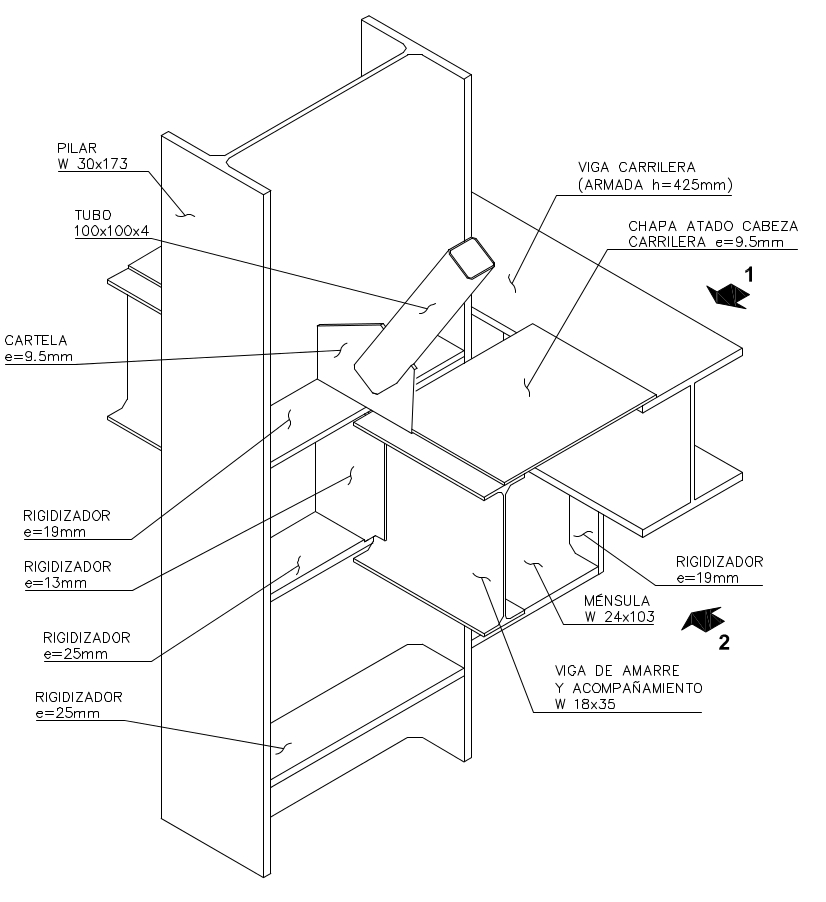 PILAR
W 30x173
VIGA CARRILERA
(ARMADA h=425mm)
TUBO
100x100x4
CHAPA ATADO CABEZA
CARRILERA e=9.5mm
1
CARTELA
e=9.5mm
RIGIDIZADOR
e=19mm
RIGIDIZADOR
e=13mm
RIGIDIZADOR
e=19mm
MÉNSULA
W 24x103
2
RIGIDIZADOR
e=25mm
VIGA DE AMARRE
Y ACOMPAÑAMIENTO
W 18x35
RIGIDIZADOR
e=25mm